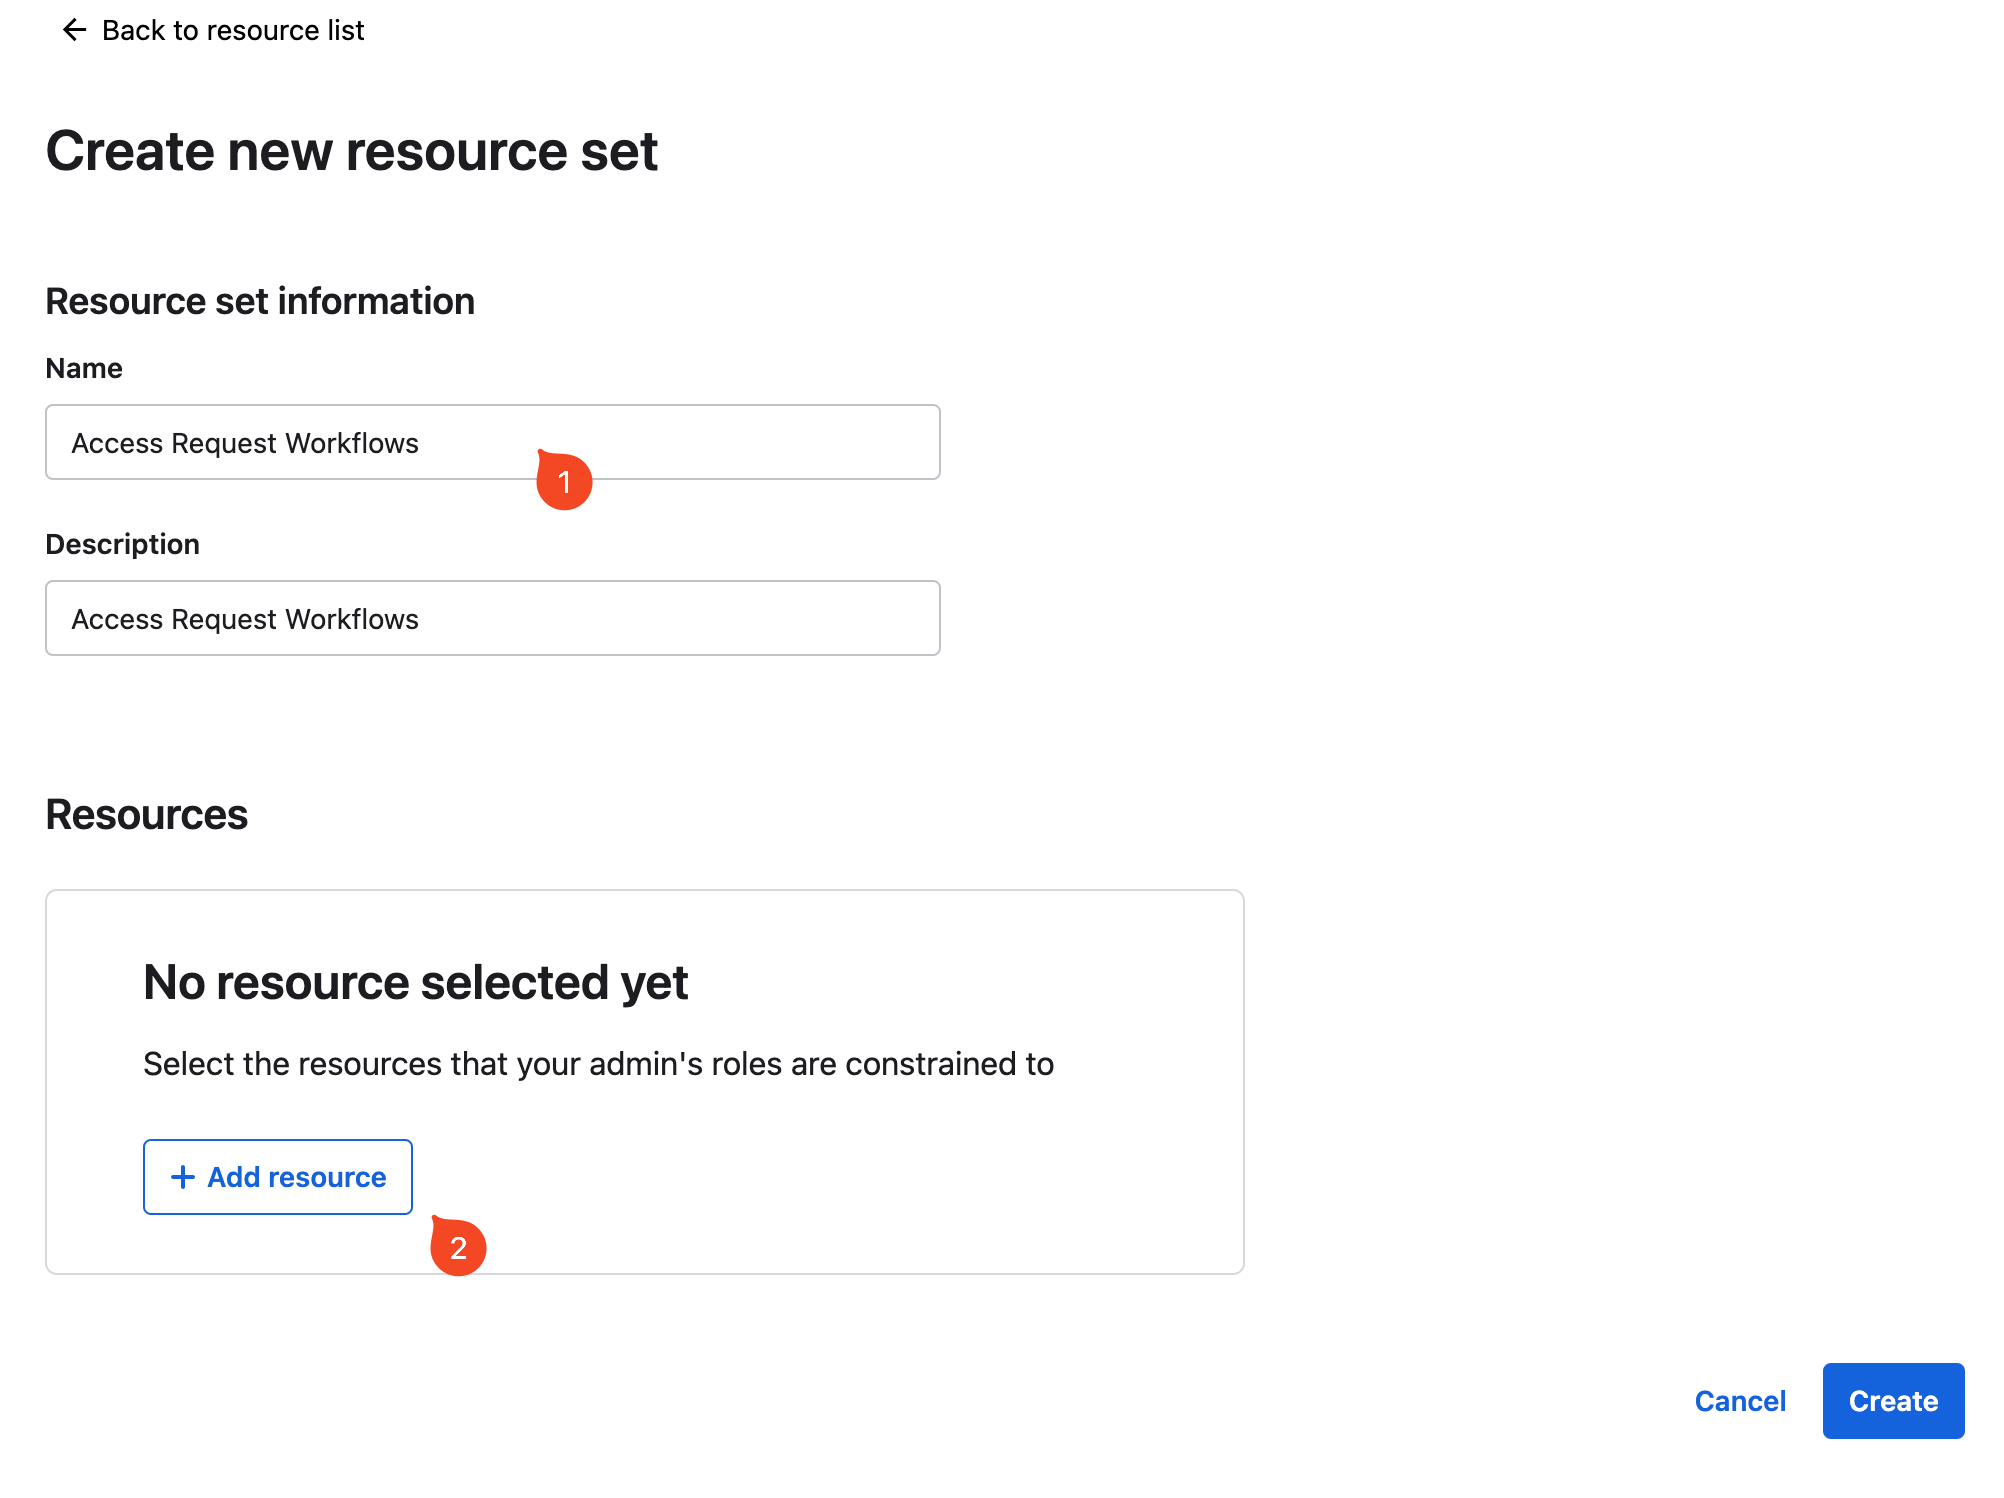 Back to resource list
Create new resource set
Resource set information
Name
Access Request Workflows
1
Description
Access Request Workflows
Resources
No resource selected yet
Select the resources that your admin's roles are constrained to
+ Add resource
2
Cancel
Create